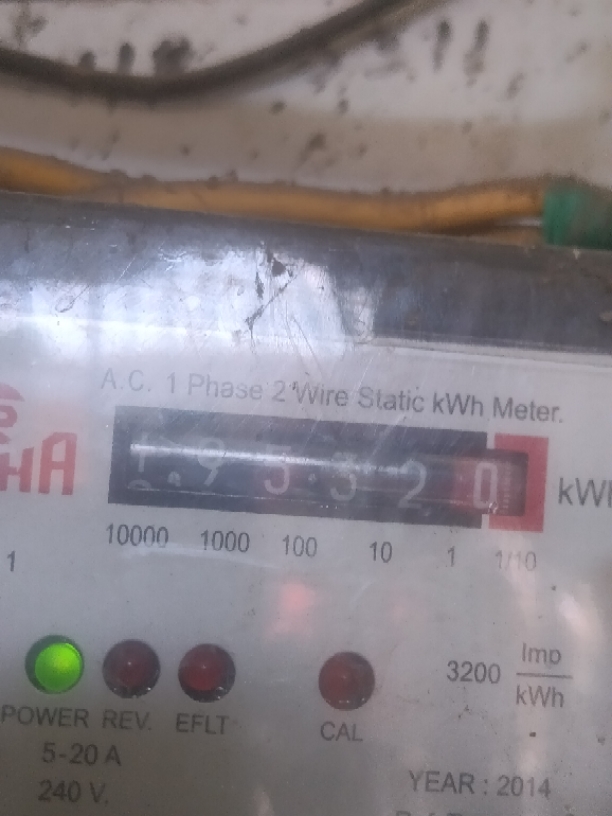 A.C. 1 Phase 2 Wire Static kWh Meter.
HA
1 9 5 3 2 0
kWh
10000 1000 100 10 1 1/10
1
3200 Imp/kWh
POWER REV. EFLT CAL
5-20 A
240 V.
YEAR : 2014